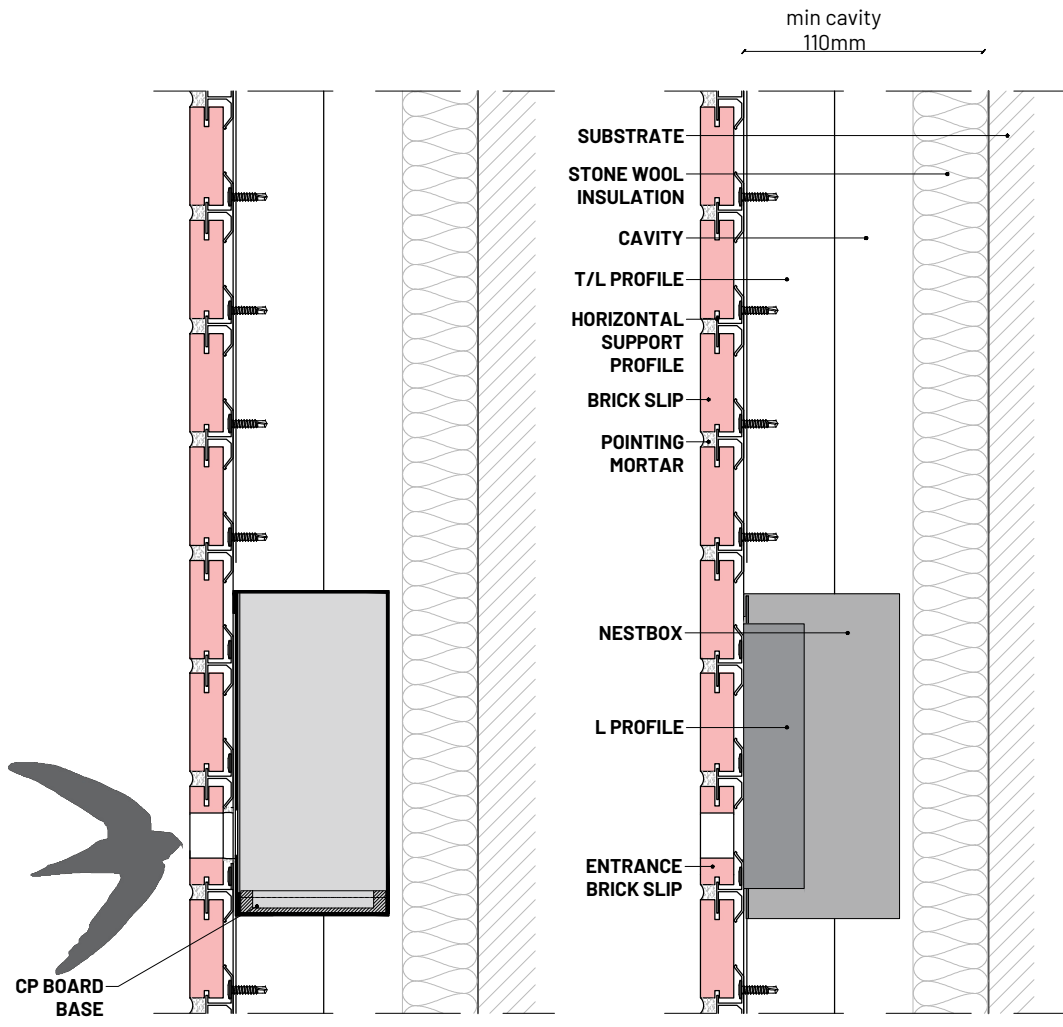 min cavity
110mm
SUBSTRATE
STONE WOOL
INSULATION
CAVITY
T/L PROFILE
HORIZONTAL
SUPPORT
PROFILE
BRICK SLIP
POINTING
MORTAR
NESTBOX
L PROFILE
ENTRANCE
BRICK SLIP
CP BOARD
BASE